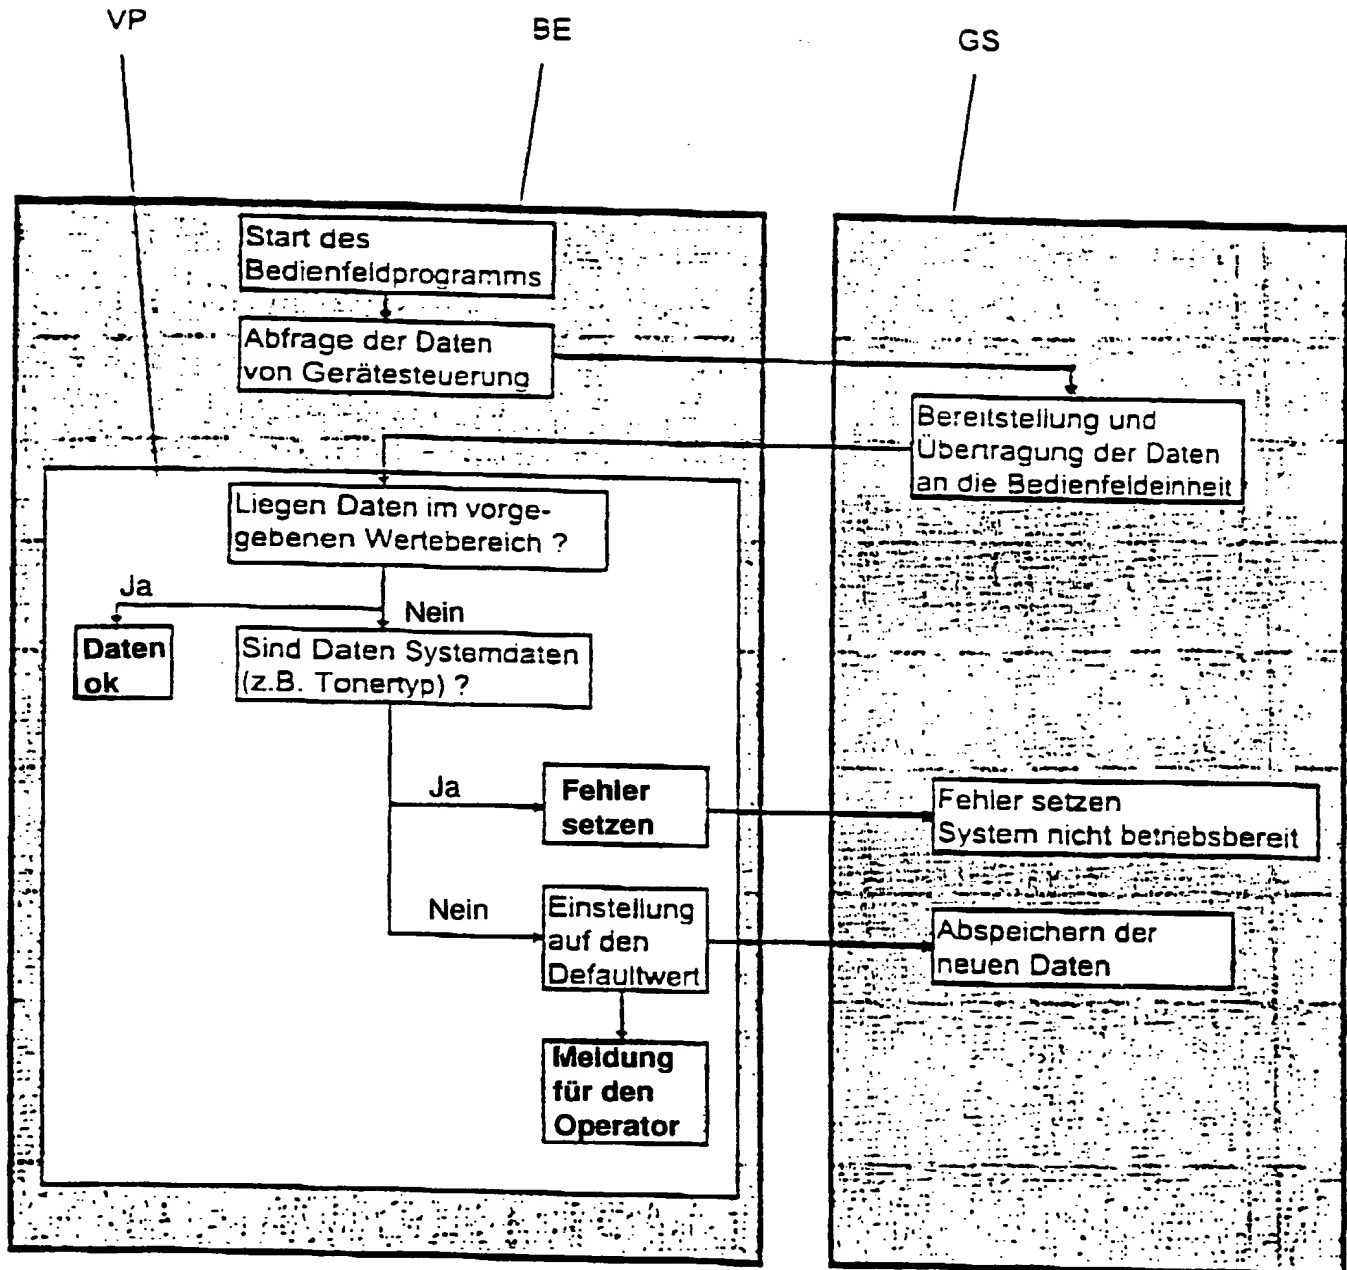 VP
BE
GS
Start des
Bedienfeldprogramms
Abfrage der Daten
von Gerätesteuerung
Bereitstellung und
Übertragung der Daten
an die Bedienfeldeinheit
Liegen Daten im vorge-
gebenen Wertebereich ?
Ja
Nein
Daten
ok
Sind Daten Systemdaten
(z.B. Tonertyp) ?
Ja
Fehler
setzen
Fehler setzen
System nicht betriebsbereit
Nein
Einstellung
auf den
Defaultwert
Abspeichern der
neuen Daten
Meldung
für den
Operator